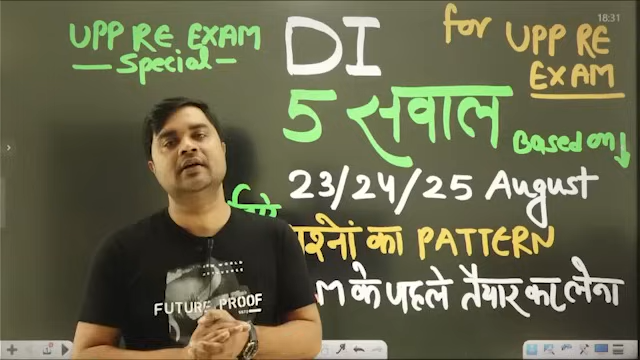 18:31
UPP RE EXAM
Special
DI
for UPP RE
EXAM
5 सवाल
Based on
23/24/25 August
का PATTERN
के पहले तैयार कर लेना
FUTURE PROOF